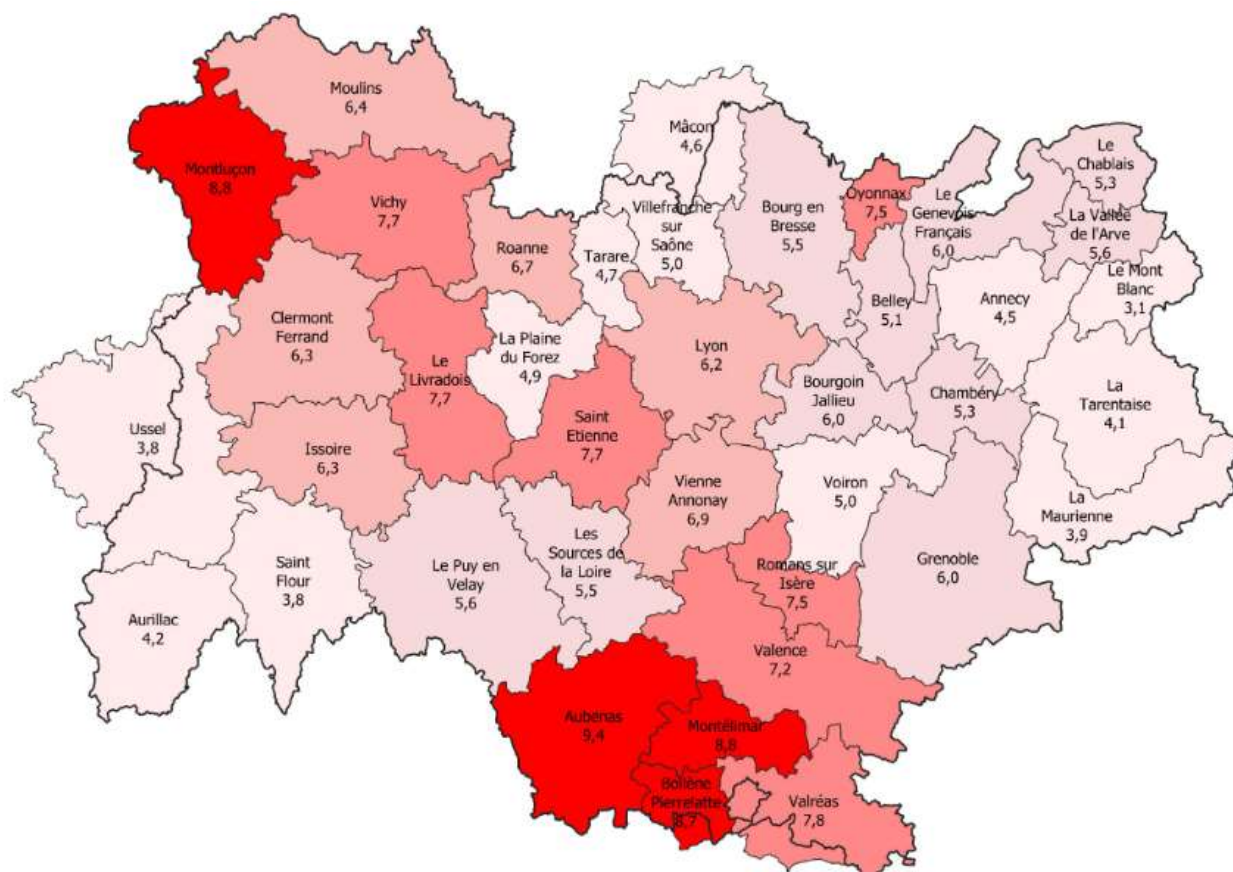 Moulins
6,4
Montluçon
8,8
Vichy
7,7
Roanne
6,7
Mâcon
4,6
Villefranche
sur
Saône
5,0
Tarare
4,7
Bourg en
Bresse
5,5
Oyonnax
7,5
Le
Genevois
Français
6,0
Le
Chablais
5,3
La Vallée
de l'Arve
5,6
Le Mont
Blanc
3,1
Annecy
4,5
Belley
5,1
Clermont
Ferrand
6,3
Le
Livradois
7,7
La Plaine
du Forez
4,9
Lyon
6,2
Bourgoin
Jallieu
6,0
Chambéry
5,3
La
Tarentaise
4,1
Ussel
3,8
Issoire
6,3
Saint
Etienne
7,7
Vienne
Annonay
6,9
Voiron
5,0
La
Maurienne
3,9
Saint
Flour
3,8
Le Puy en
Velay
5,6
Les
Sources de
la Loire
5,5
Romans sur
Isère
7,5
Grenoble
6,0
Aurillac
4,2
Valence
7,2
Aubenas
9,4
Montélimar
8,8
Bollène
Pierrelatte
8,7
Valréas
7,8